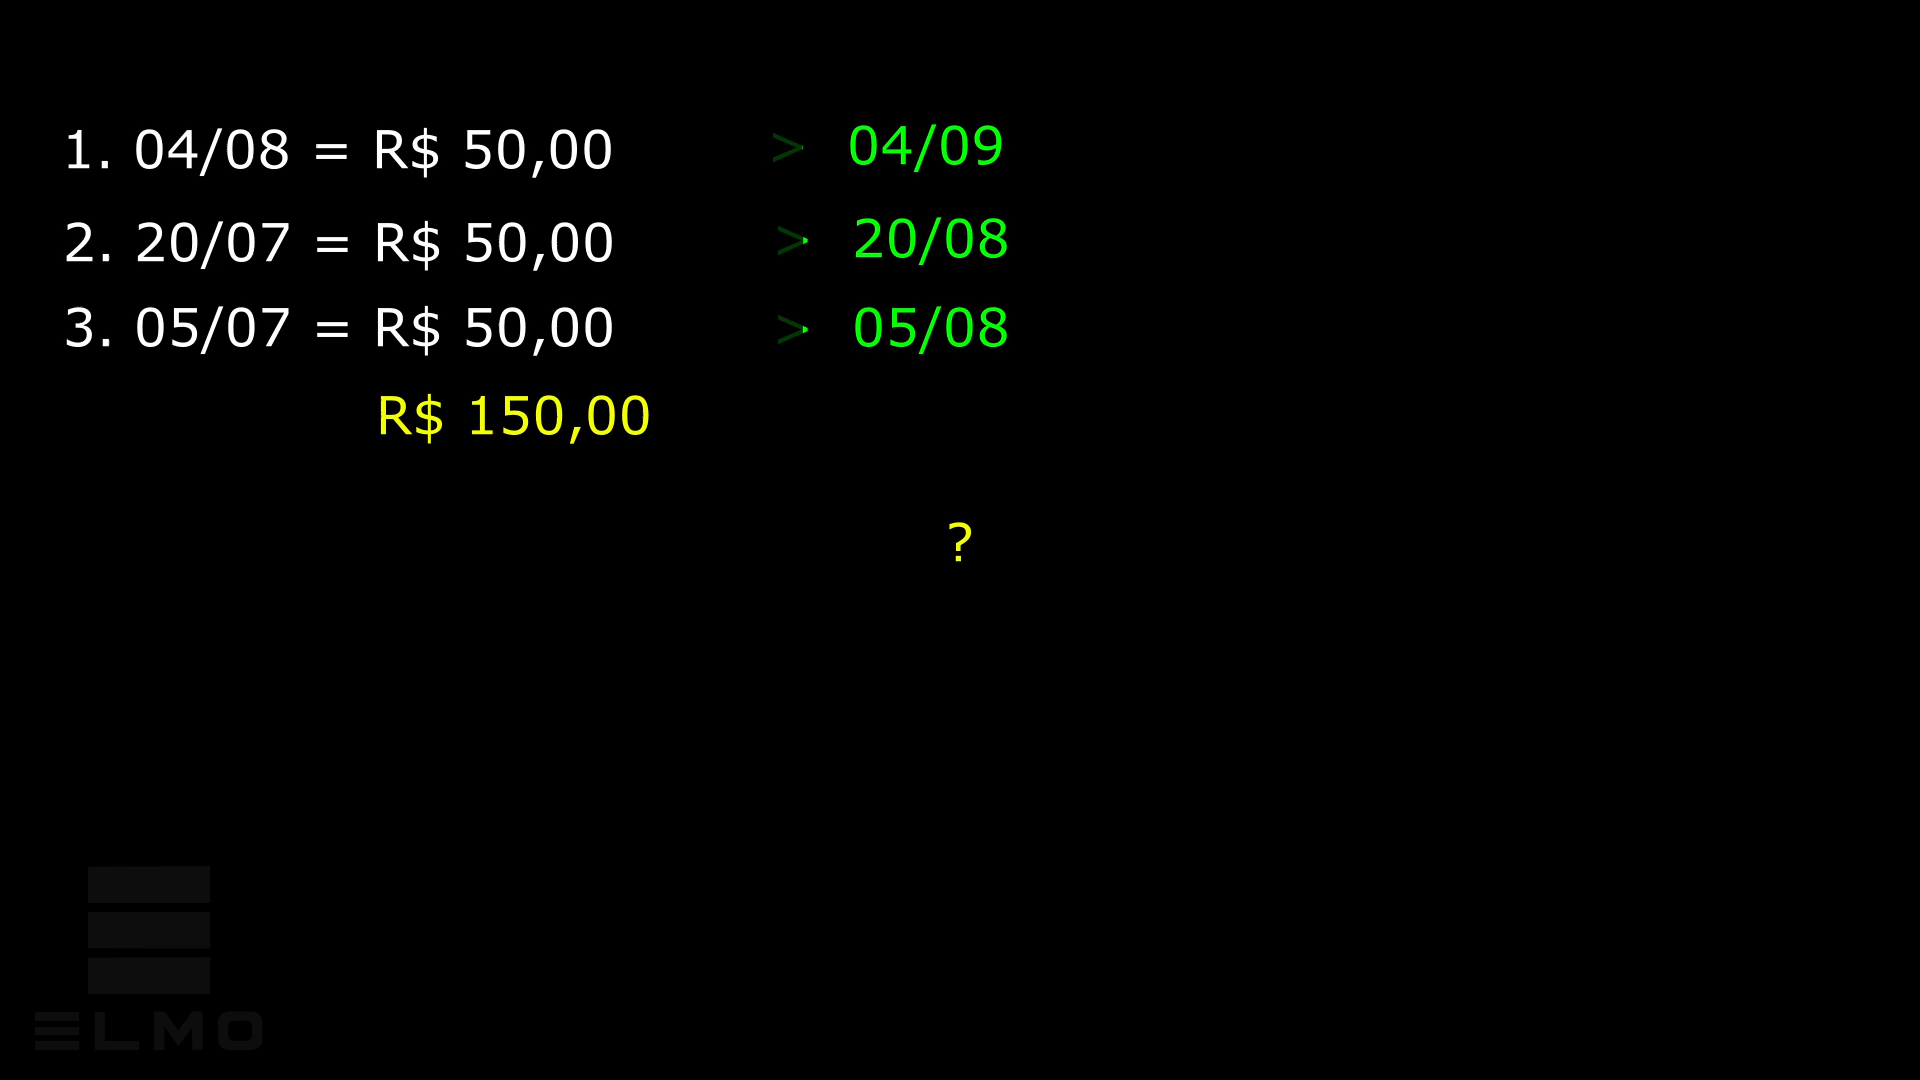 1. 04/08 = R$ 50,00 > 04/09
2. 20/07 = R$ 50,00 > 20/08
3. 05/07 = R$ 50,00 > 05/08
R$ 150,00
?
ELMO